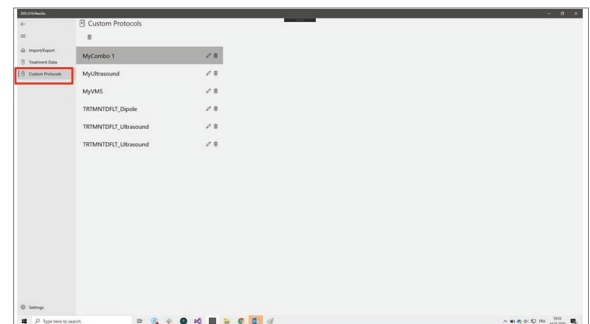 Custom Protocols
Import/Export
Treatment Data
Custom Protocols
MyCombo 1
MyUltrasound
MyVMS
TRTMNTDFLT_Dipole
TRTMNTDFLT_Ultrasound
TRTMNTDFLT_Ultrasound
Settings
Type here to search
FRA